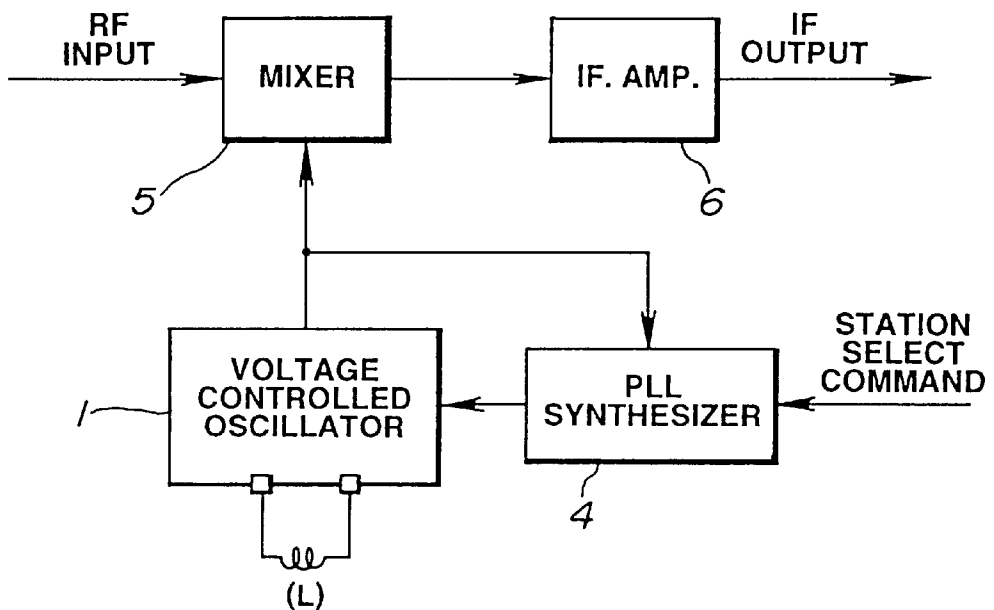 RF
INPUT
MIXER
IF. AMP.
IF
OUTPUT
5
6
VOLTAGE
CONTROLLED
OSCILLATOR
1
PLL
SYNTHESIZER
4
STATION
SELECT
COMMAND
(L)